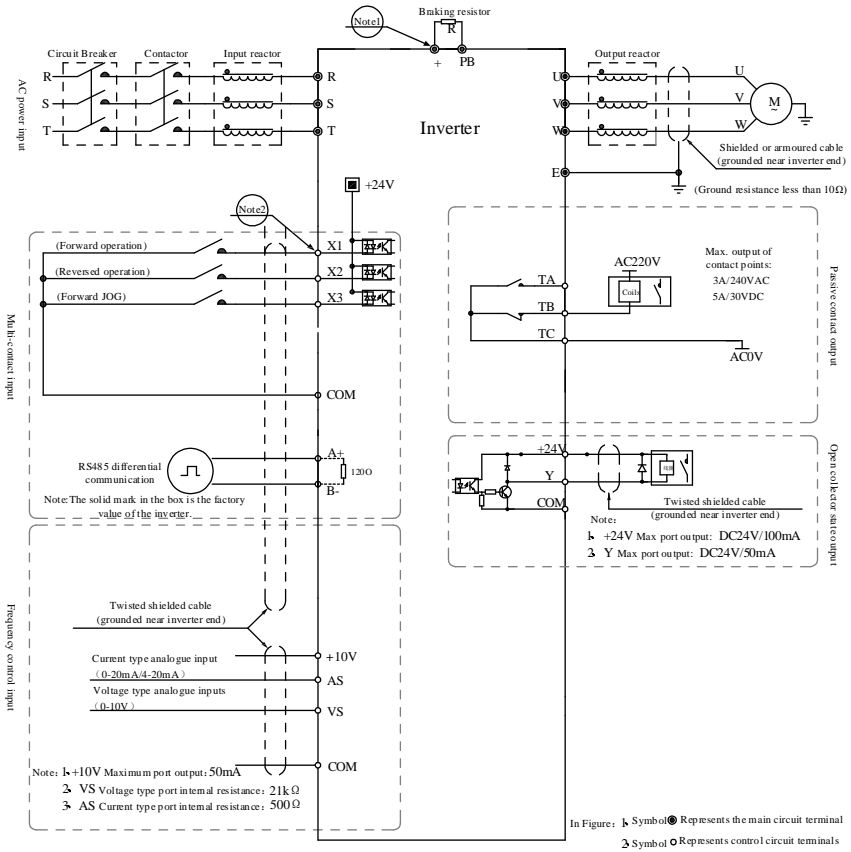 Note1
Braking resistor
R
+ PB
Circuit Breaker
Contactor
Input reactor
Output reactor
AC power input
R
S
T
R
S
T
Inverter
U
V
W
E
U
V
W
M
~
Shielded or armoured cable
(grounded near inverter end)
(Ground resistance less than 10Ω)
+24V
Note2
Multi-contact input
(Forward operation)
(Reversed operation)
(Forward JOG)
X1
X2
X3
COM
RS485 differential
communication
A+
B-
120Ω
Note:The solid mark in the box is the factory
value of the inverter.
Passive contact output
TA
TB
TC
AC220V
Coils
AC0V
Max. output of
contact points:
3A/240VAC
5A/30VDC
Open collector state output
+24V
Y
COM
Twisted shielded cable
(grounded near inverter end)
Note:
1、+24V Max port output: DC24V/100mA
2、Y Max port output: DC24V/50mA
Frequency control input
Twisted shielded cable
(grounded near inverter end)
Current type analogue input
(0-20mA/4-20mA)
Voltage type analogue inputs
(0-10V)
+10V
AS
VS
COM
Note: 1、+10V Maximum port output: 50mA
2、VS Voltage type port internal resistance: 21kΩ
3、AS Current type port internal resistance: 500Ω
In Figure: 1、Symbol Represents the main circuit terminal
2、Symbol Represents control circuit terminals